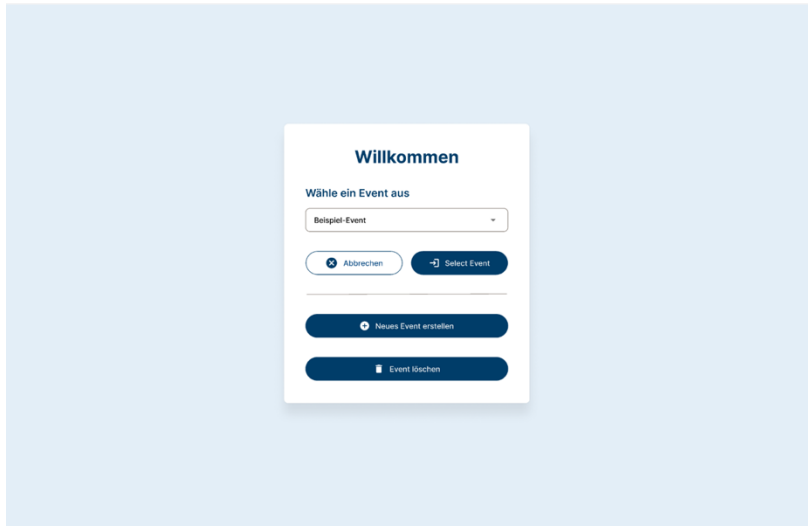 Willkommen
Wähle ein Event aus
Beispiel-Event
Abbrechen
Select Event
Neues Event erstellen
Event löschen